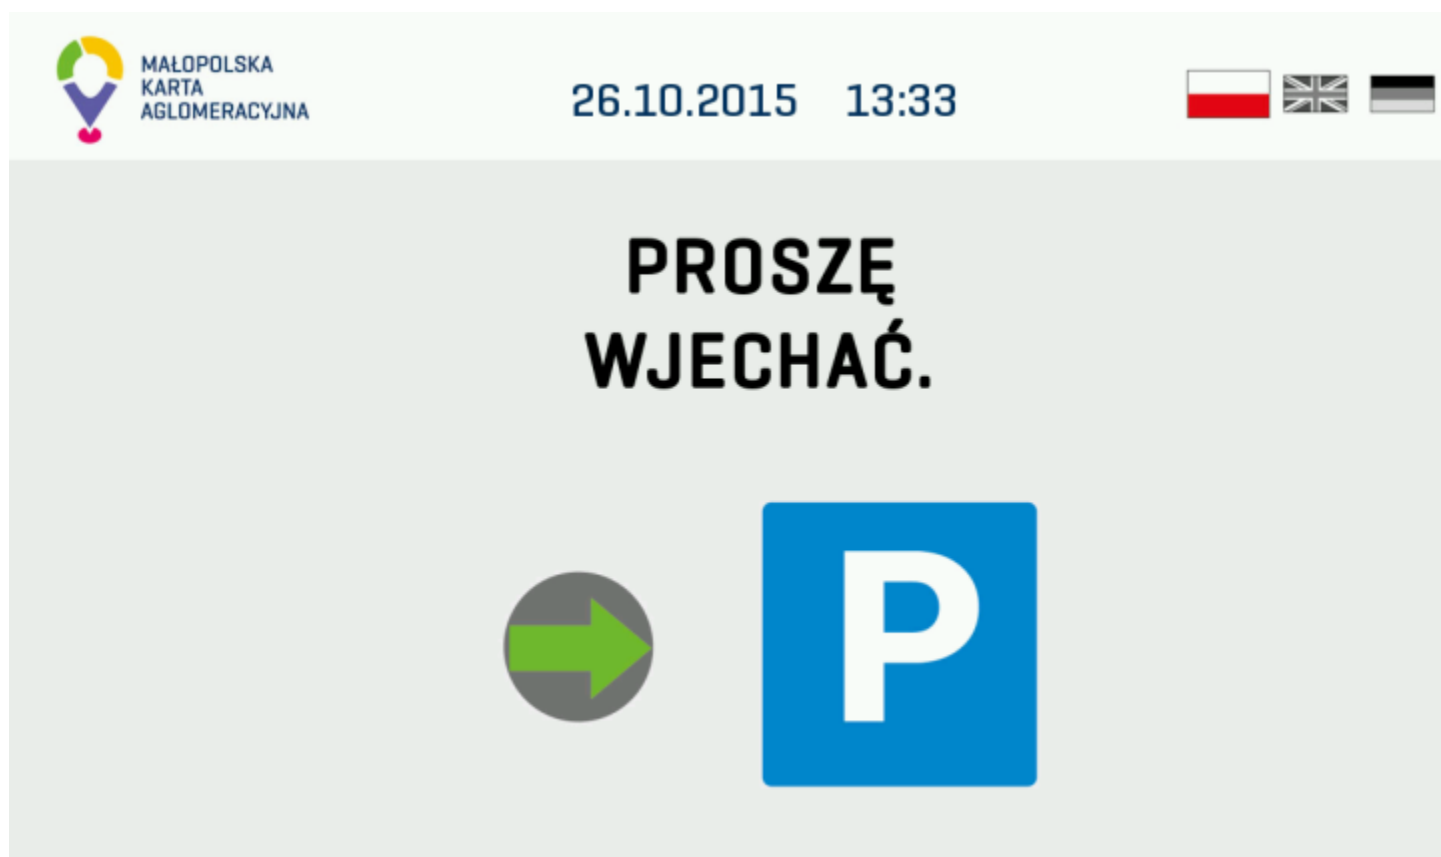 MAŁOPOLSKA
KARTA
AGLOMERACYJNA
26.10.2015 13:33
PROSZĘ
WJECHAĆ.
P